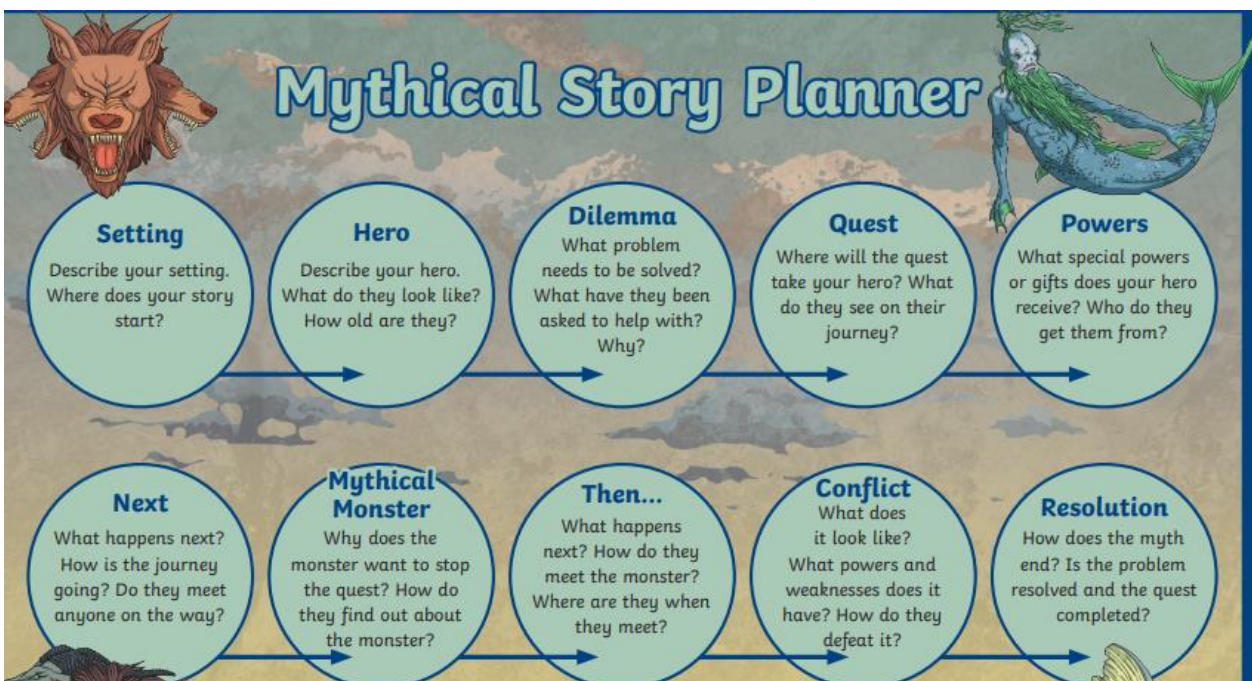 Mythical Story Planner
Setting
Describe your setting.
Where does your story
start?
Hero
Describe your hero.
What do they look like?
How old are they?
Dilemma
What problem
needs to be solved?
What have they been
asked to help with?
Why?
Quest
Where will the quest
take your hero? What
do they see on their
journey?
Powers
What special powers
or gifts does your hero
receive? Who do they
get them from?
Next
What happens next?
How is the journey
going? Do they meet
anyone on the way?
Mythical
Monster
Why does the
monster want to stop
the quest? How do
they find out about
the monster?
Then...
What happens
next? How do they
meet the monster?
Where are they when
they meet?
Conflict
What does
it look like?
What powers and
weaknesses does it
have? How do they
defeat it?
Resolution
How does the myth
end? Is the problem
resolved and the quest
completed?